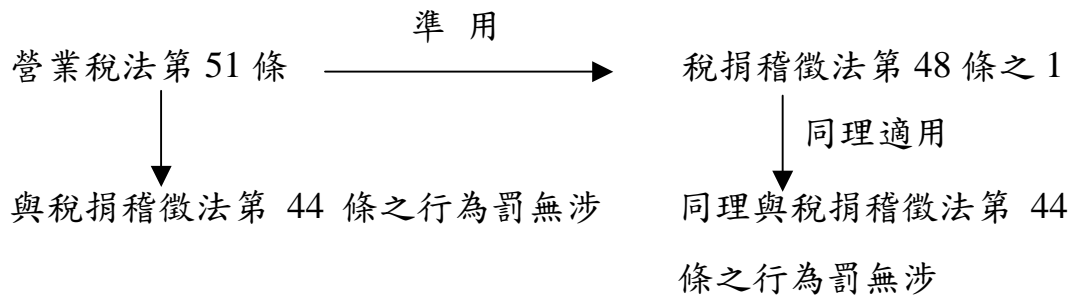 準 用
營業稅法第 51 條
稅捐稽徵法第 48 條之 1
同理適用
與稅捐稽徵法第 44 條之行為罰無涉
同理與稅捐稽徵法第 44
條之行為罰無涉